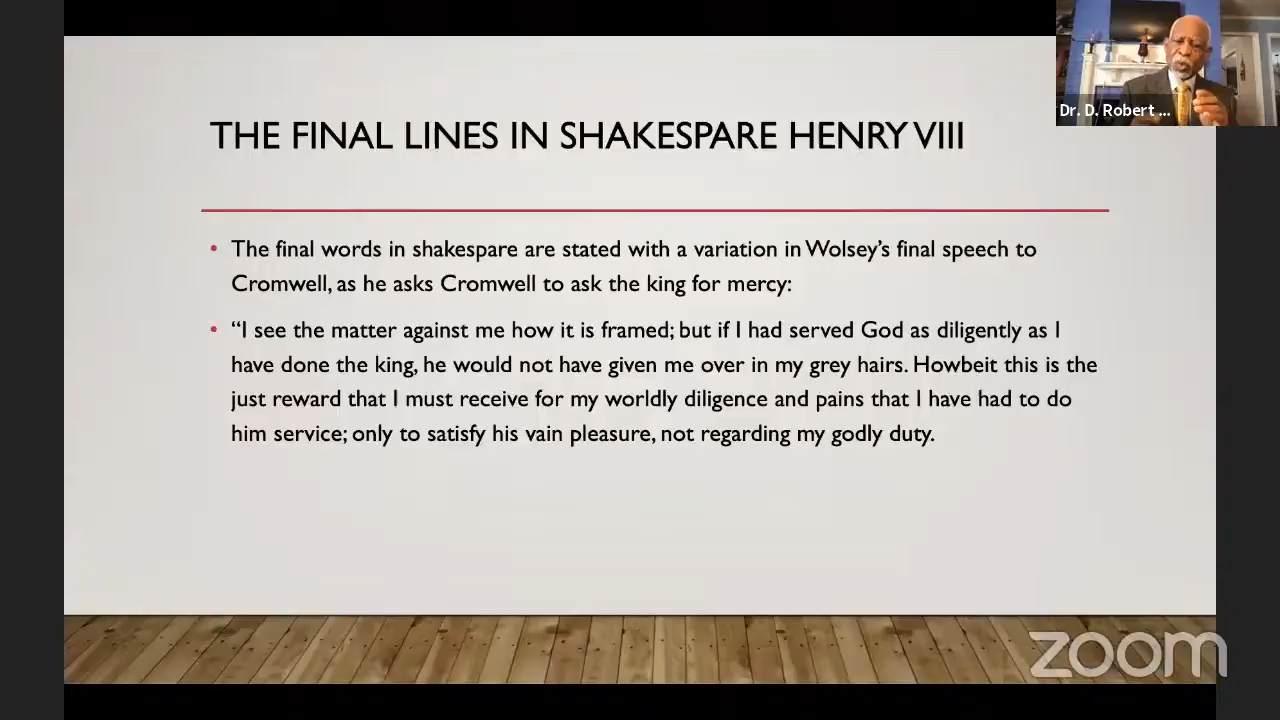 THE FINAL LINES IN SHAKESPARE HENRY VIII
Dr. D. Robert ...
• The final words in shakespare are stated with a variation in Wolsey's final speech to
Cromwell, as he asks Cromwell to ask the king for mercy:
• “I see the matter against me how it is framed; but if I had served God as diligently as I
have done the king, he would not have given me over in my grey hairs. Howbeit this is the
just reward that I must receive for my worldly diligence and pains that I have had to do
him service; only to satisfy his vain pleasure, not regarding my godly duty.
zoom